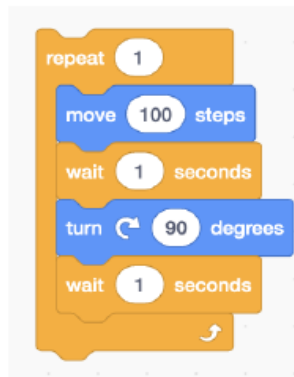 repeat 1
move 100 steps
wait 1 seconds
turn 90 degrees
wait 1 seconds